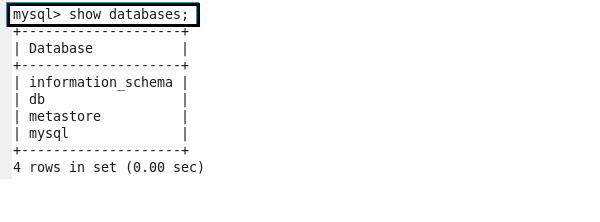 mysql> show databases;
+--------------------+
| Database           |
+--------------------+
| information_schema |
| db                 |
| metastore          |
| mysql              |
+--------------------+
4 rows in set (0.00 sec)